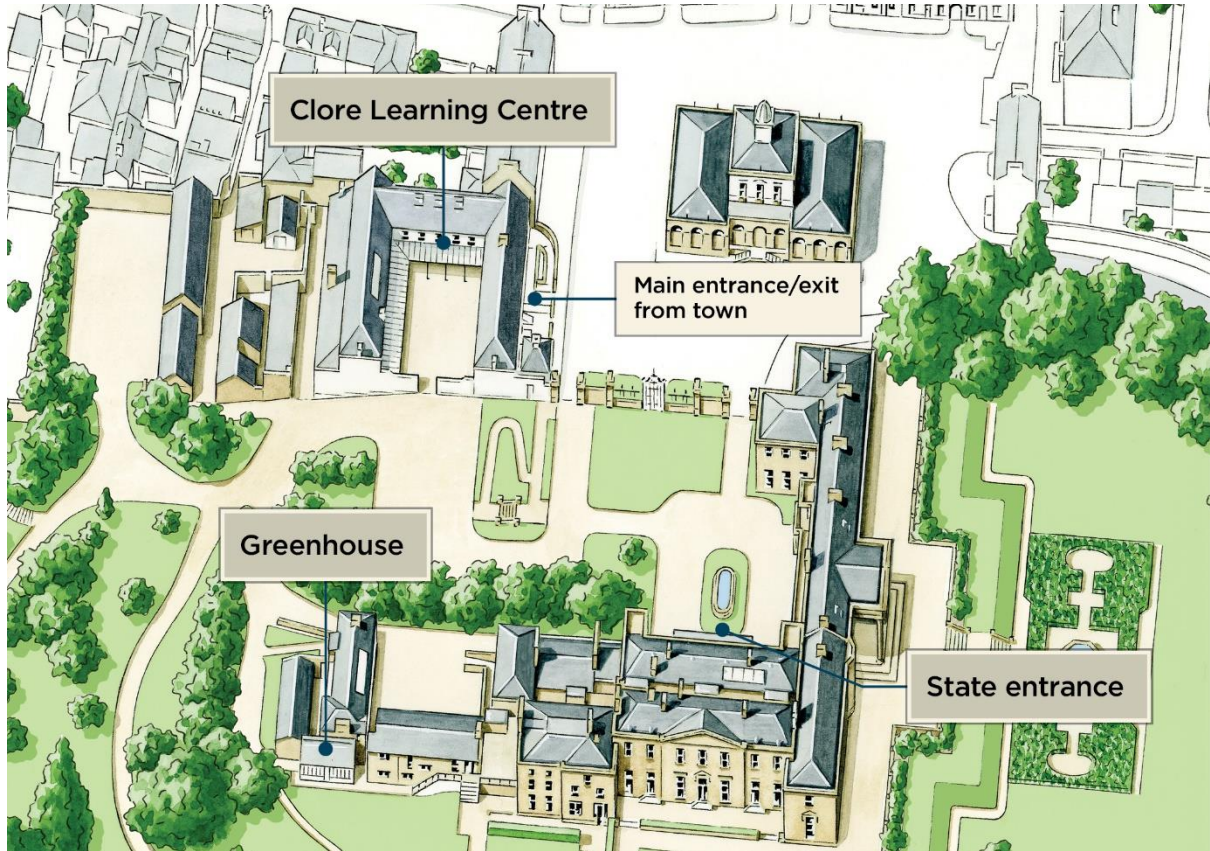 Clore Learning Centre
Main entrance/exit
from town
Greenhouse
State entrance